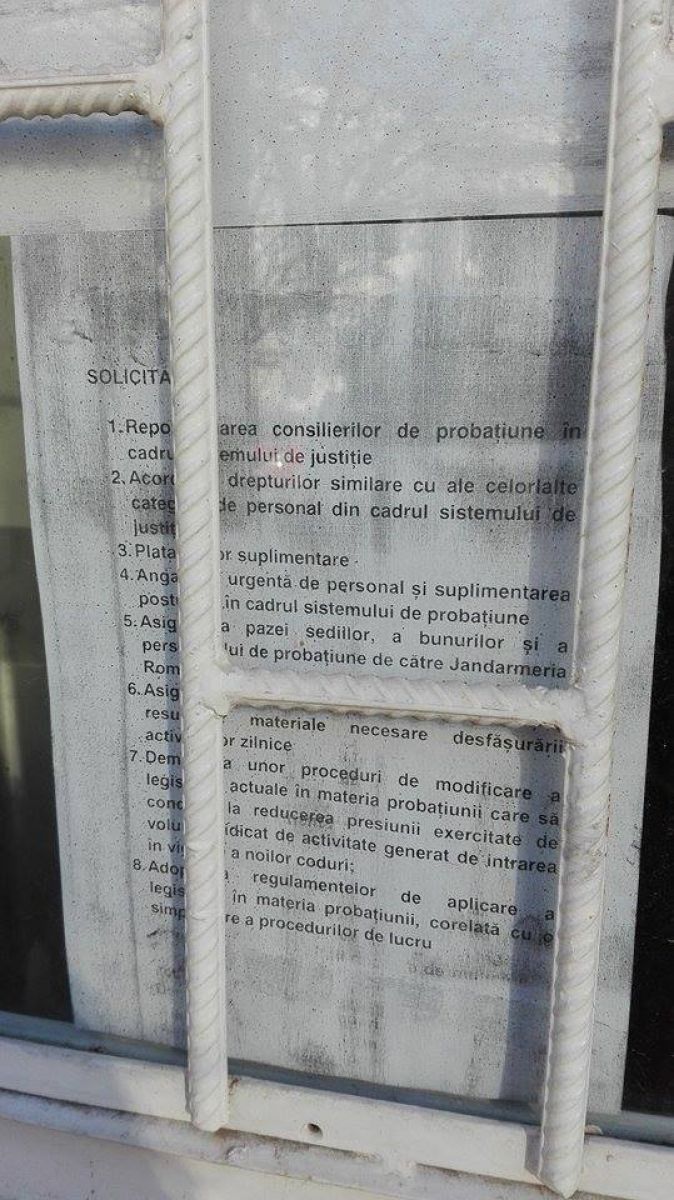 SOLICITA
1. Repo area consilierilor de probațiune în
cadru emului de justiție
2. Acor drepturilor similare cu ale celorlalte
categ de personal din cadrul sistemului de
justiț
3. Plata or suplimentare
4. Anga urgentă de personal și suplimentarea
post în cadrul sistemului de probațiune
5. Asig a pazei sediilor, a bunurilor și a
pers lui de probațiune de către Jandarmeria
Rom
6. Asig
resu materiale necesare desfășurării
activ or zilnice
7. Dem a unor proceduri de modificare a
legis actuale în materia probațiunii care să
cond la reducerea presiunii exercitate de
volu idicat de activitate generat de intrarea
în vi a noilor coduri;
8. Adop a regulamentelor de aplicare a
legis în materia probațiunii, corelată cu o
simp re a procedurilor de lucru